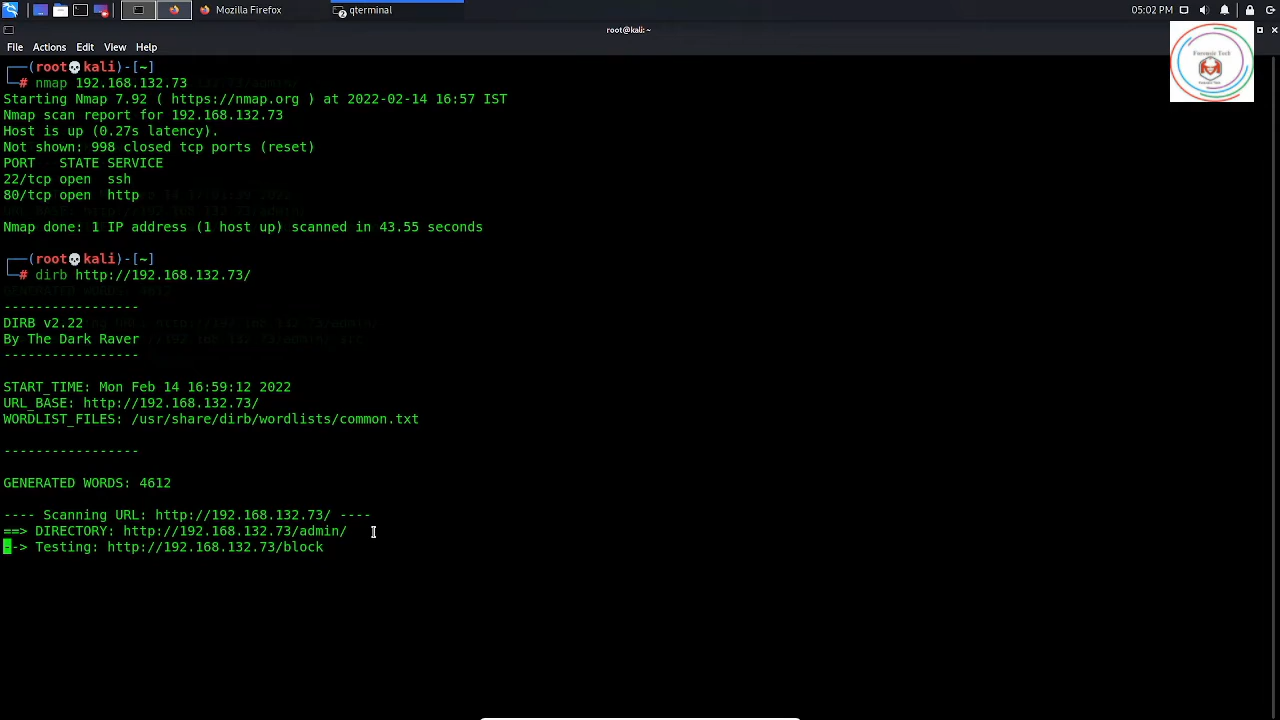 Mozilla Firefox
qterminal
05:02 PM
root@kali: ~
File Actions Edit View Help
Forensic Tech
┌──(root💀kali)-[~]
└─# nmap 192.168.132.73
Starting Nmap 7.92 ( https://nmap.org ) at 2022-02-14 16:57 IST
Nmap scan report for 192.168.132.73
Host is up (0.27s latency).
Not shown: 998 closed tcp ports (reset)
PORT   STATE SERVICE
22/tcp open  ssh
80/tcp open  http
Nmap done: 1 IP address (1 host up) scanned in 43.55 seconds
┌──(root💀kali)-[~]
└─# dirb http://192.168.132.73/
-----------------
DIRB v2.22
By The Dark Raver
-----------------
START_TIME: Mon Feb 14 16:59:12 2022
URL_BASE: http://192.168.132.73/
WORDLIST_FILES: /usr/share/dirb/wordlists/common.txt
-----------------
GENERATED WORDS: 4612
---- Scanning URL: http://192.168.132.73/ ----
==> DIRECTORY: http://192.168.132.73/admin/
--> Testing: http://192.168.132.73/block